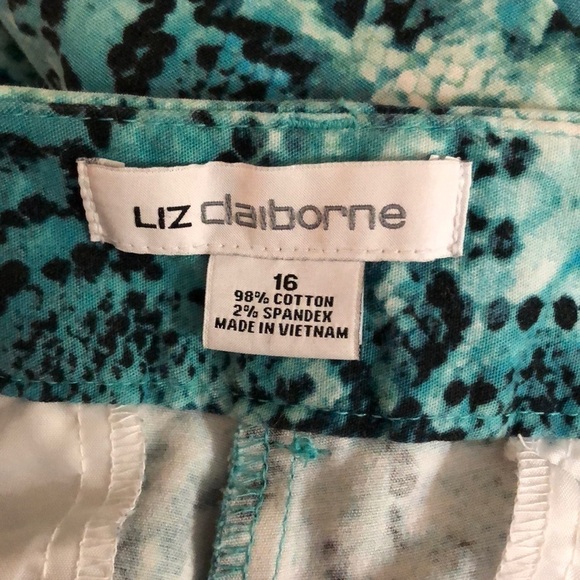 LIZ claiborne
16
98% COTTON
2% SPANDEX
MADE IN VIETNAM